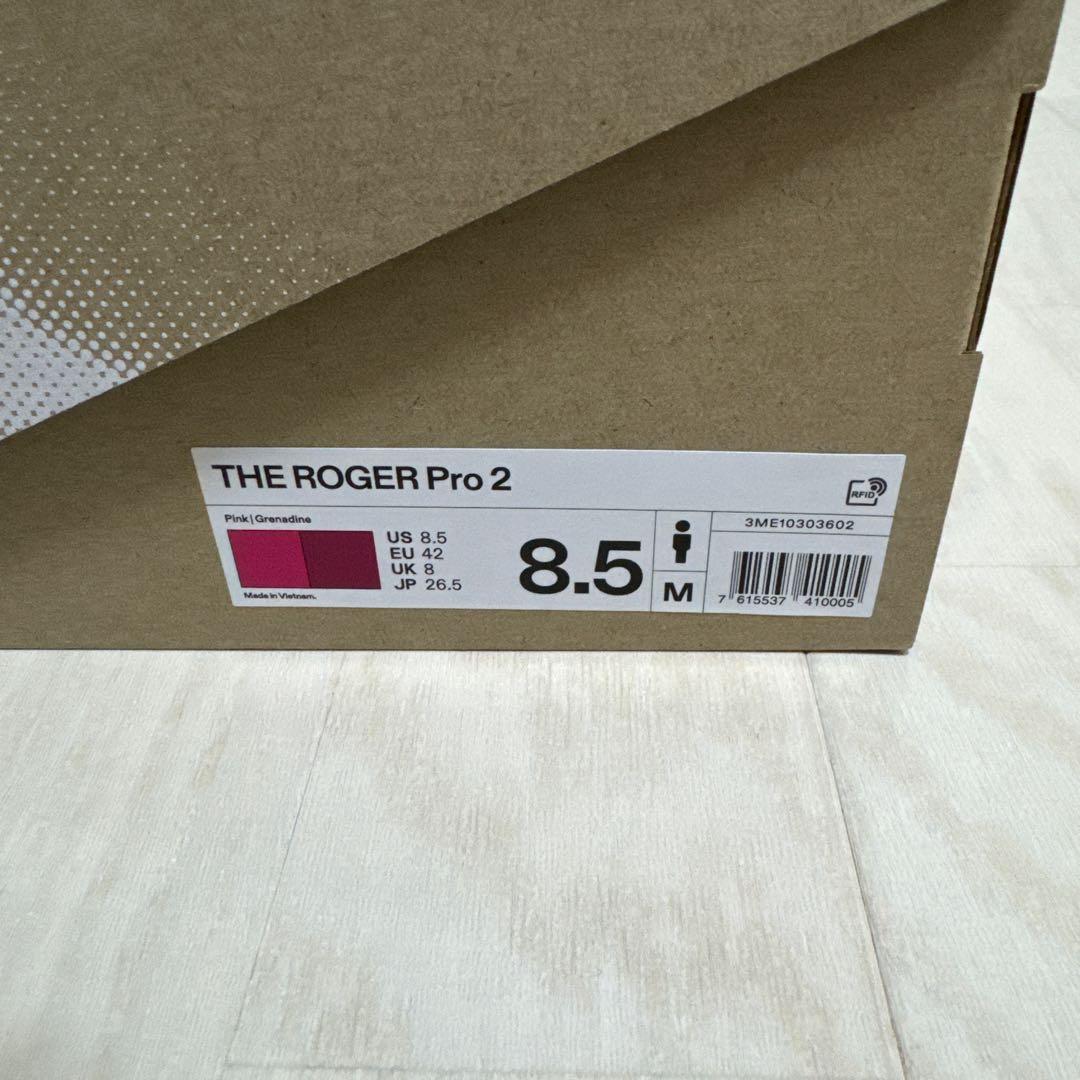 THE ROGER Pro 2
RFID
Pink|Grenadine
US 8.5
EU 42
UK 8
JP 26.5
Made in Vietnam.
8.5
M
3ME10303602
7 615537 410005